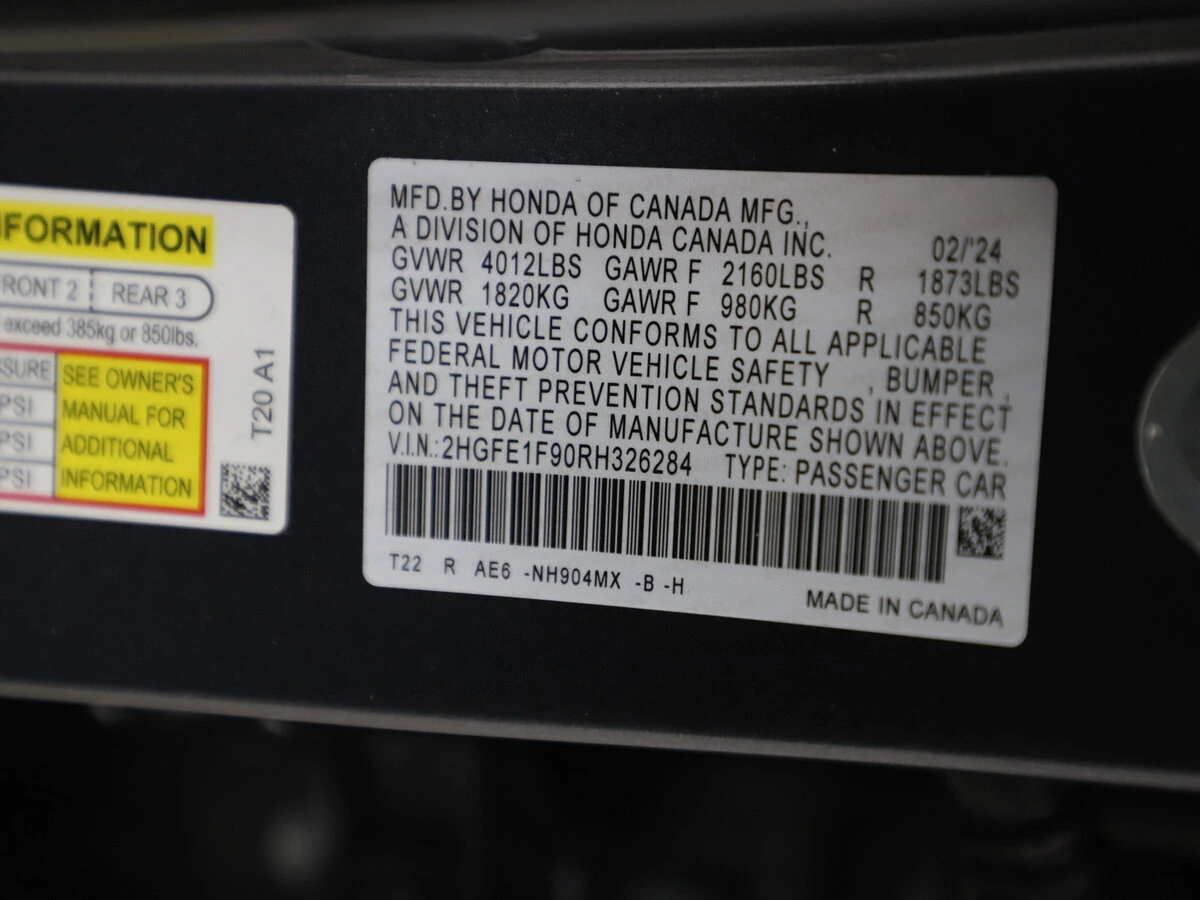 INFORMATION
FRONT 2 REAR 3
exceed 385kg or 850lbs.
SSURE SEE OWNER'S
PSI MANUAL FOR
PSI ADDITIONAL
PSI INFORMATION
T20 A1
MFD.BY HONDA OF CANADA MFG.,
A DIVISION OF HONDA CANADA INC. 02/'24
GVWR 4012LBS GAWR F 2160LBS R 1873LBS
GVWR 1820KG GAWR F 980KG R 850KG
THIS VEHICLE CONFORMS TO ALL APPLICABLE
FEDERAL MOTOR VEHICLE SAFETY , BUMPER ,
AND THEFT PREVENTION STANDARDS IN EFFECT
ON THE DATE OF MANUFACTURE SHOWN ABOVE.
V.I.N.:2HGFE1F90RH326284 TYPE: PASSENGER CAR
T22 R AE6 -NH904MX -B -H
MADE IN CANADA